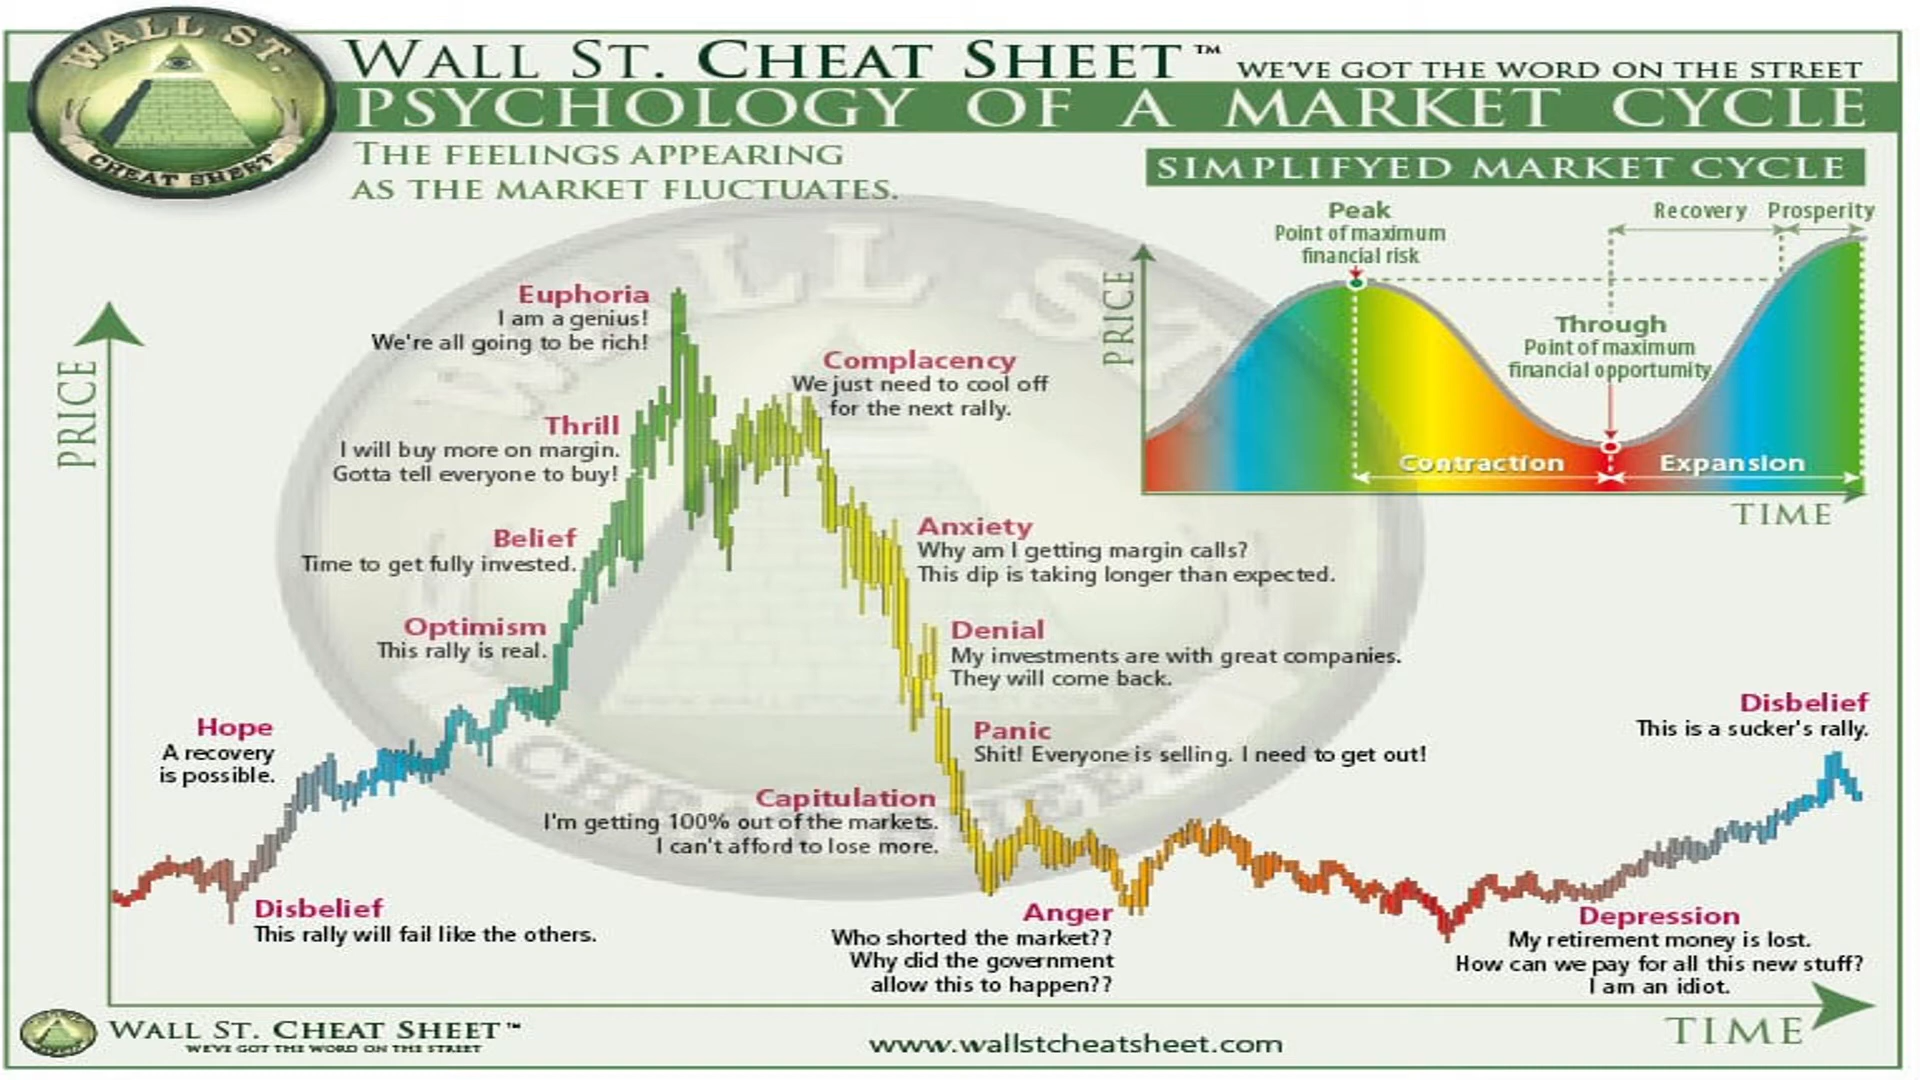 WALL ST.
CHEAT SHEET
WALL ST. CHEAT SHEET™ WE'VE GOT THE WORD ON THE STREET
PSYCHOLOGY OF A MARKET CYCLE
THE FEELINGS APPEARING
AS THE MARKET FLUCTUATES.
SIMPLIFYED MARKET CYCLE
Peak
Point of maximum
financial risk
Recovery
Prosperity
Through
Point of maximum
financial opportunity
Contraction
Expansion
PRICE
TIME
PRICE
WALL ST.
CHEAT SHEET
Euphoria
I am a genius!
We're all going to be rich!
Complacency
We just need to cool off
for the next rally.
Thrill
I will buy more on margin.
Gotta tell everyone to buy!
Belief
Time to get fully invested.
Anxiety
Why am I getting margin calls?
This dip is taking longer than expected.
Optimism
This rally is real.
Denial
My investments are with great companies.
They will come back.
Hope
A recovery
is possible.
Panic
Shit! Everyone is selling. I need to get out!
Disbelief
This is a sucker's rally.
Capitulation
I'm getting 100% out of the markets.
I can't afford to lose more.
Disbelief
This rally will fail like the others.
Anger
Who shorted the market??
Why did the government
allow this to happen??
Depression
My retirement money is lost.
How can we pay for all this new stuff?
I am an idiot.
TIME
WALL ST. CHEAT SHEET™
WE'VE GOT THE WORD ON THE STREET
www.wallstcheatsheet.com